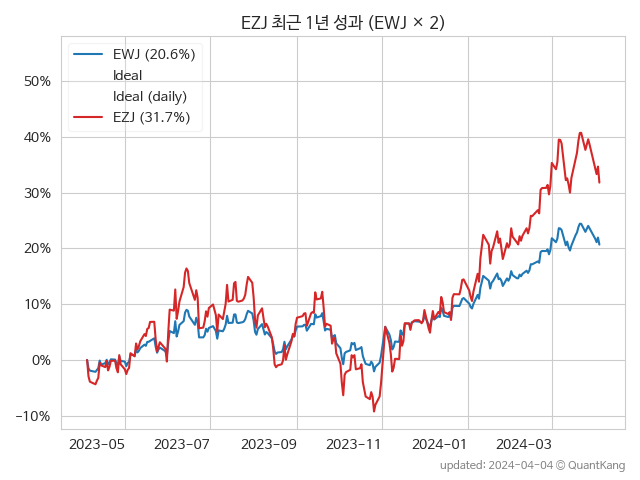 EZJ 최근 1년 성과 (EWJ × 2)
EWJ (20.6%)
Ideal
Ideal (daily)
EZJ (31.7%)
50%
40%
30%
20%
10%
0%
−10%
2023-05
2023-07
2023-09
2023-11
2024-01
2024-03
updated: 2024-04-04 © QuantKang